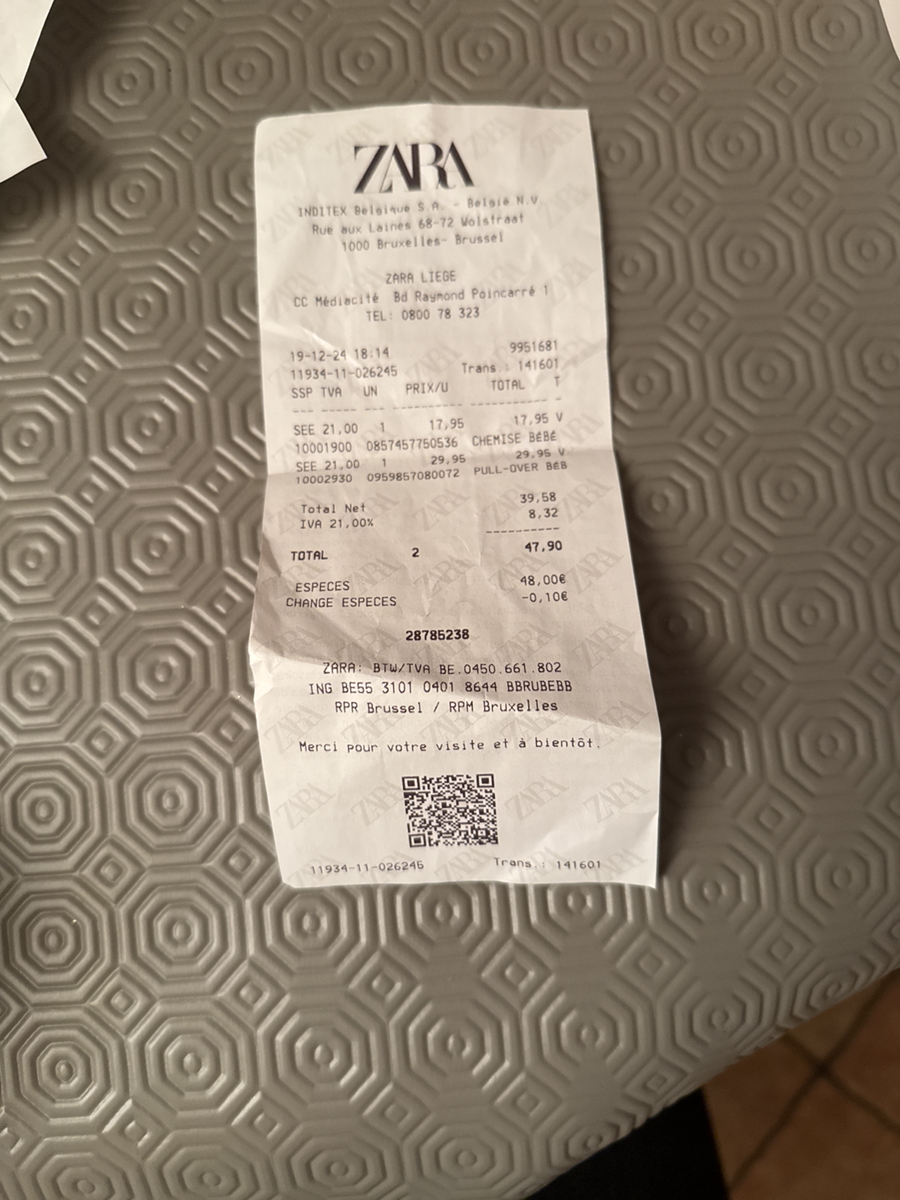 ZARA
INDITEX Belgique S.A. - België N.V.
Rue aux Laines 68-72 Wolstraat
1000 Bruxelles- Brussel
ZARA LIEGE
CC Médiacité Bd Raymond Poincarré 1
TEL: 0800 78 323
19-12-24 18:14 9951681
11934-11-026245 Trans.: 141601
SSP TVA UN PRIX/U TOTAL T
--- ----- --- ---------- ---------- -
SEE 21,00 1 17,95 17,95 V
10001900 0857457750536 CHEMISE BÉBÉ
SEE 21,00 1 29,95 29,95 V
10002930 0959857080072 PULL-OVER BÉB
Total Net 39,58
IVA 21,00% 8,32
----------
TOTAL 2 47,90
ESPECES 48,00€
CHANGE ESPECES -0,10€
28785238
ZARA: BTW/TVA BE.0450.661.802
ING BE55 3101 0401 8644 BBRUBEBB
RPR Brussel / RPM Bruxelles
Merci pour votre visite et à bientôt.
11934-11-026245 Trans.: 141601